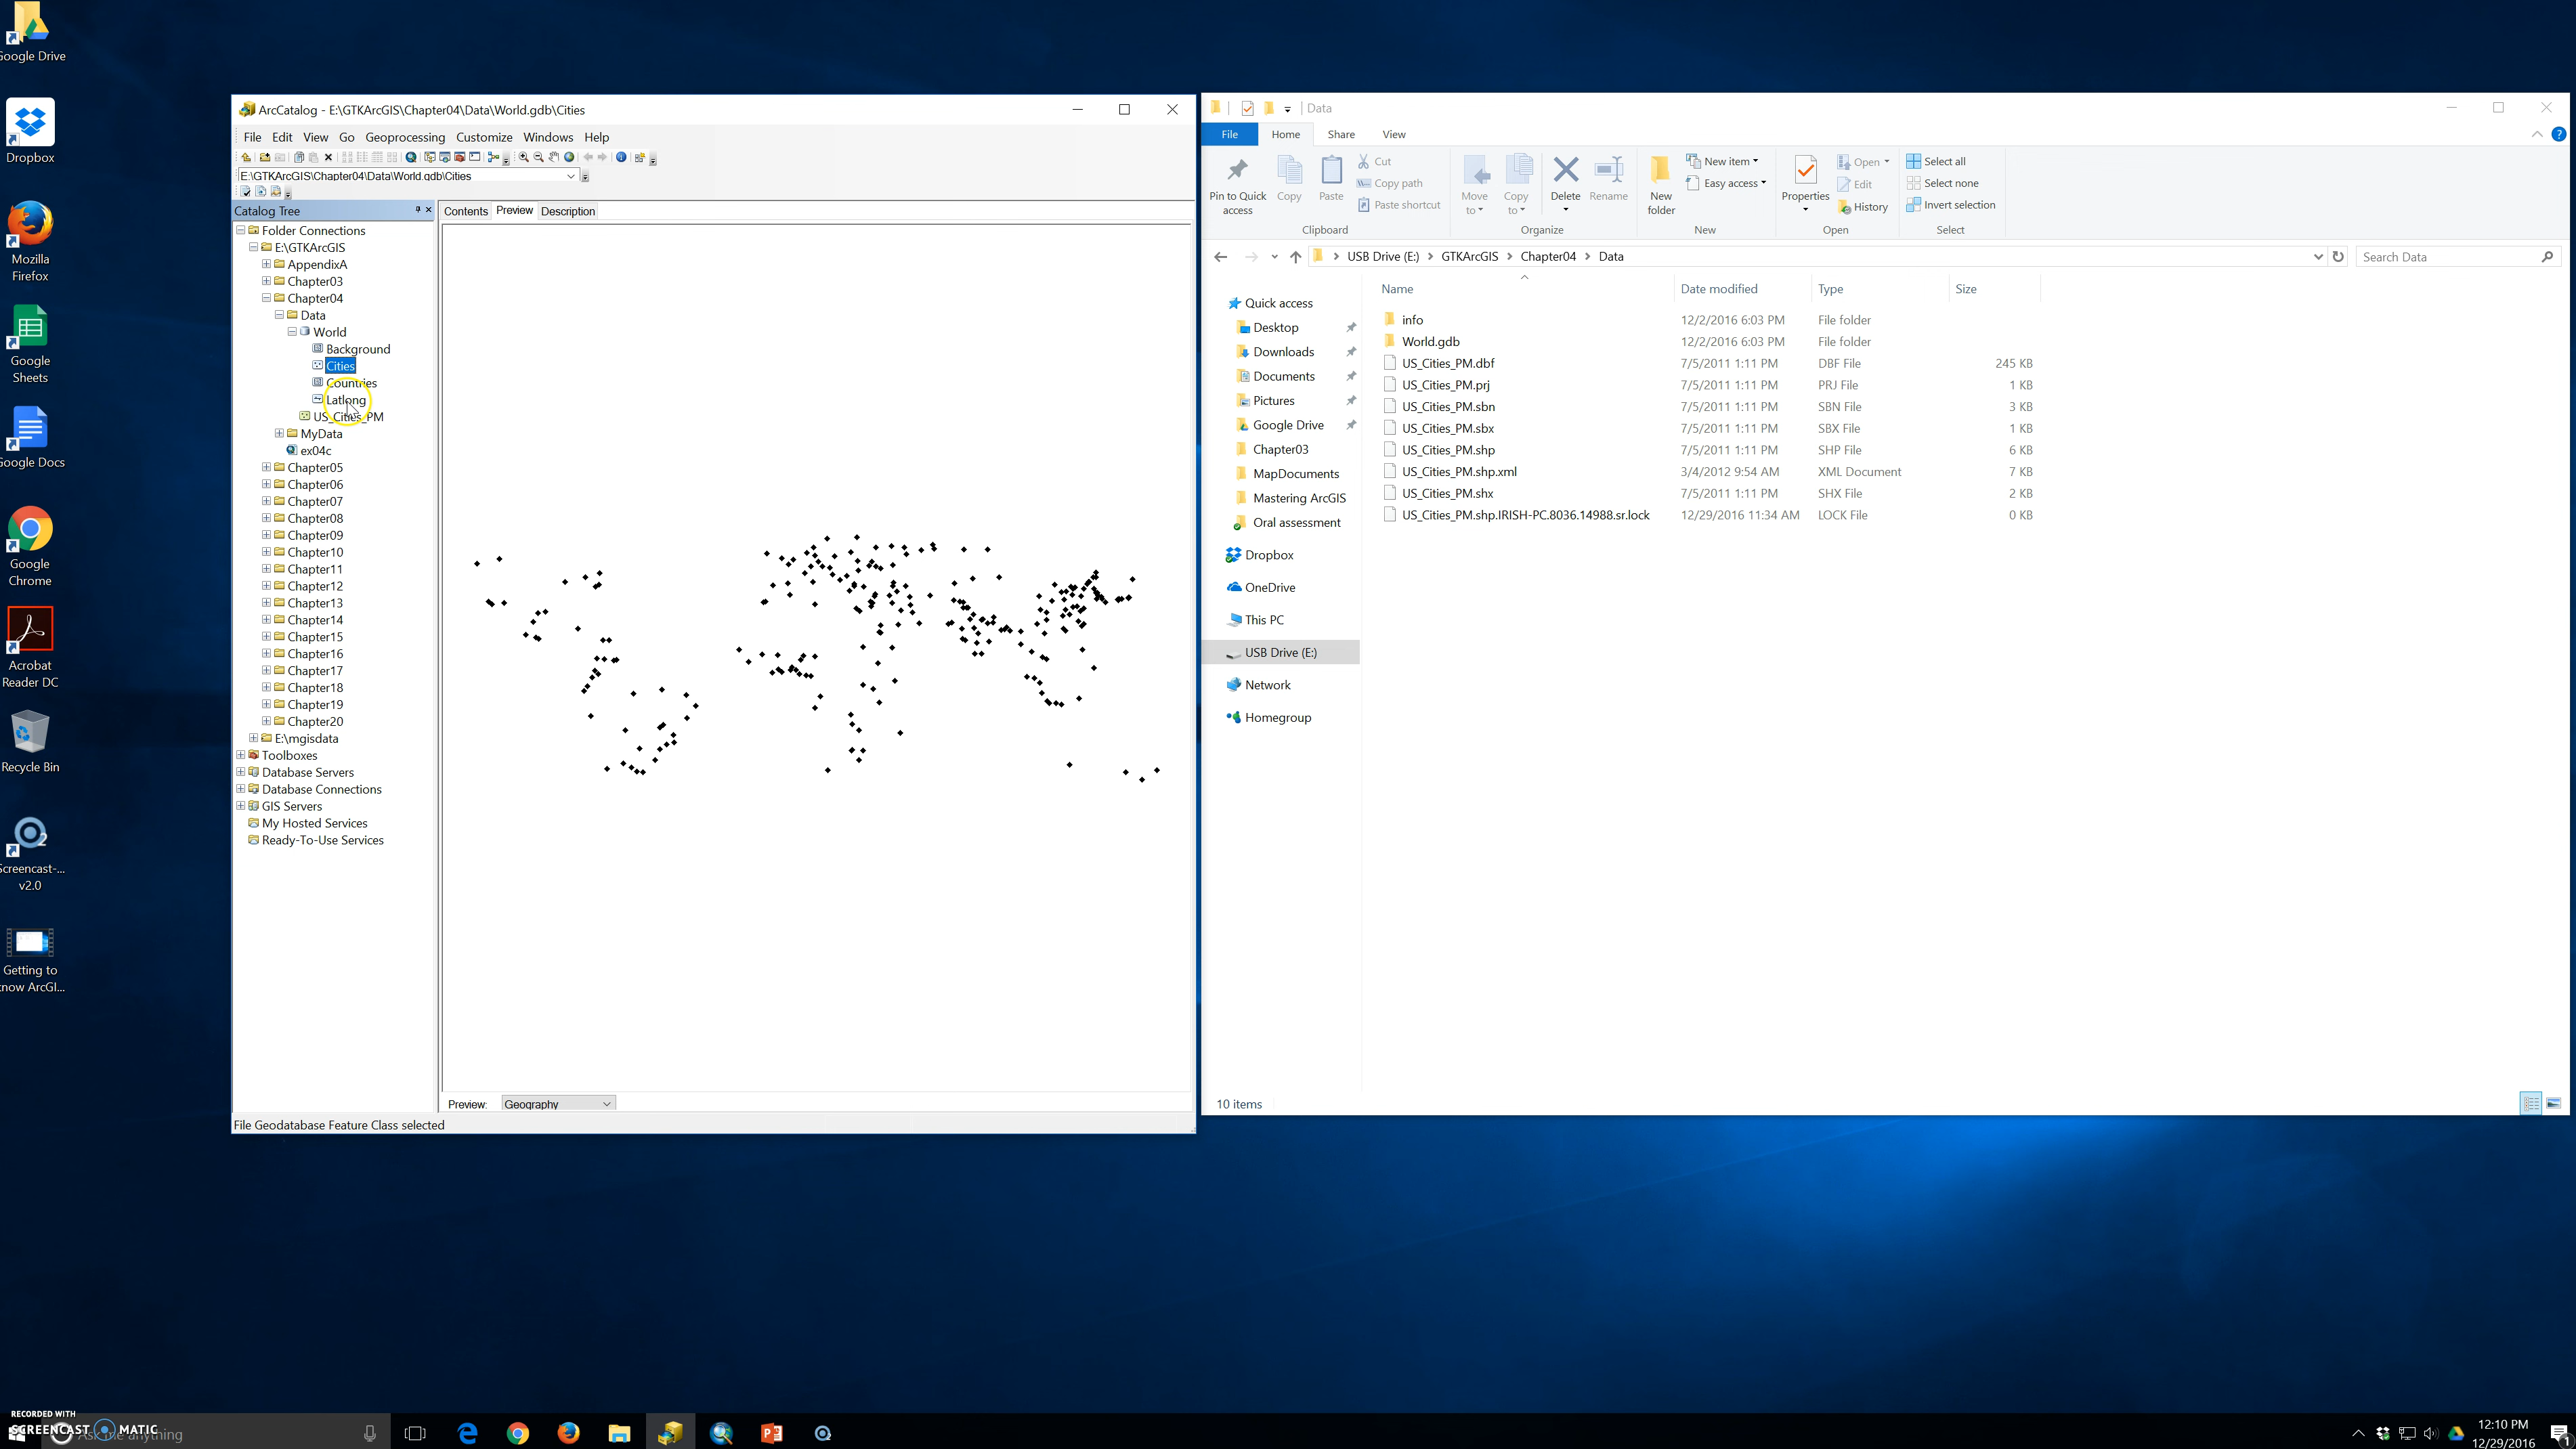 Google Drive
Dropbox
Mozilla
Firefox
Google
Sheets
Google Docs
Google
Chrome
Acrobat
Reader DC
Recycle Bin
Screencast-...
v2.0
Getting to
know ArcGI...
ArcCatalog - E:\GTKArcGIS\Chapter04\Data\World.gdb\Cities
File Edit View Go Geoprocessing Customize Windows Help
E:\GTKArcGIS\Chapter04\Data\World.gdb\Cities
Catalog Tree
Contents Preview Description
Folder Connections
E:\GTKArcGIS
AppendixA
Chapter03
Chapter04
Data
World
Background
Cities
Countries
Latlong
US_Cities_PM
MyData
ex04c
Chapter05
Chapter06
Chapter07
Chapter08
Chapter09
Chapter10
Chapter11
Chapter12
Chapter13
Chapter14
Chapter15
Chapter16
Chapter17
Chapter18
Chapter19
Chapter20
E:\mgisdata
Toolboxes
Database Servers
Database Connections
GIS Servers
My Hosted Services
Ready-To-Use Services
Preview: Geography
File Geodatabase Feature Class selected
Data
File Home Share View
Pin to Quick
access
Copy
Paste
Cut
Copy path
Paste shortcut
Clipboard
Move
to
Copy
to
Delete
Rename
Organize
New
folder
New item
Easy access
New
Properties
Open
Edit
History
Open
Select all
Select none
Invert selection
Select
USB Drive (E:) GTKArcGIS Chapter04 Data
Search Data
Quick access
Desktop
Downloads
Documents
Pictures
Google Drive
Chapter03
MapDocuments
Mastering ArcGIS
Oral assessment
Dropbox
OneDrive
This PC
USB Drive (E:)
Network
Homegroup
Name Date modified Type Size
info 12/2/2016 6:03 PM File folder
World.gdb 12/2/2016 6:03 PM File folder
US_Cities_PM.dbf 7/5/2011 1:11 PM DBF File 245 KB
US_Cities_PM.prj 7/5/2011 1:11 PM PRJ File 1 KB
US_Cities_PM.sbn 7/5/2011 1:11 PM SBN File 3 KB
US_Cities_PM.sbx 7/5/2011 1:11 PM SBX File 1 KB
US_Cities_PM.shp 7/5/2011 1:11 PM SHP File 6 KB
US_Cities_PM.shp.xml 3/4/2012 9:54 AM XML Document 7 KB
US_Cities_PM.shx 7/5/2011 1:11 PM SHX File 2 KB
US_Cities_PM.shp.IRISH-PC.8036.14988.sr.lock 12/29/2016 11:34 AM LOCK File 0 KB
10 items
RECORDED WITH
SCREENCAST MATIC
Ask me anything
12:10 PM
12/29/2016
1